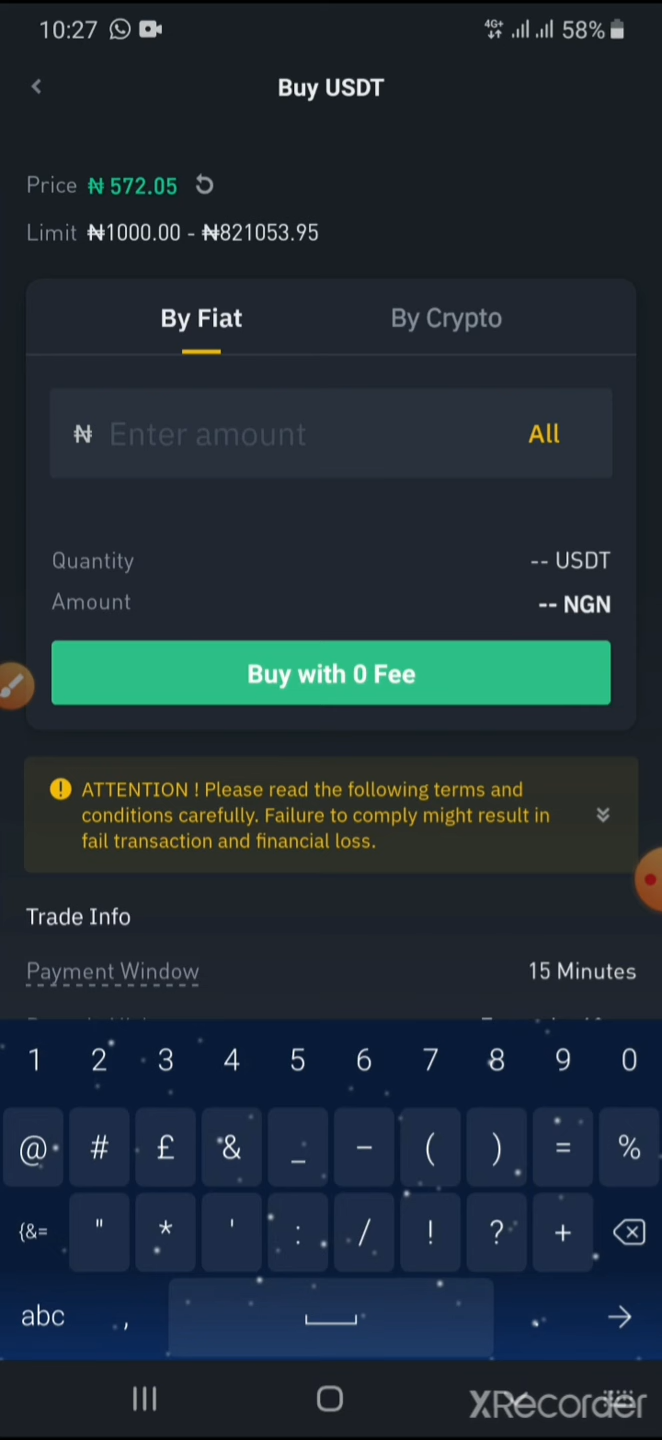 10:27 4G+ 58%
Buy USDT
Price ₦ 572.05
Limit ₦1000.00 - ₦821053.95
By Fiat By Crypto
₦ Enter amount All
Quantity -- USDT
Amount -- NGN
Buy with 0 Fee
ATTENTION ! Please read the following terms and
conditions carefully. Failure to comply might result in
fail transaction and financial loss.
Trade Info
Payment Window 15 Minutes
1 2 3 4 5 6 7 8 9 0
@ # £ & _ – ( ) = %
{&= " * ' : / ! ? +
abc , .
XRecorder